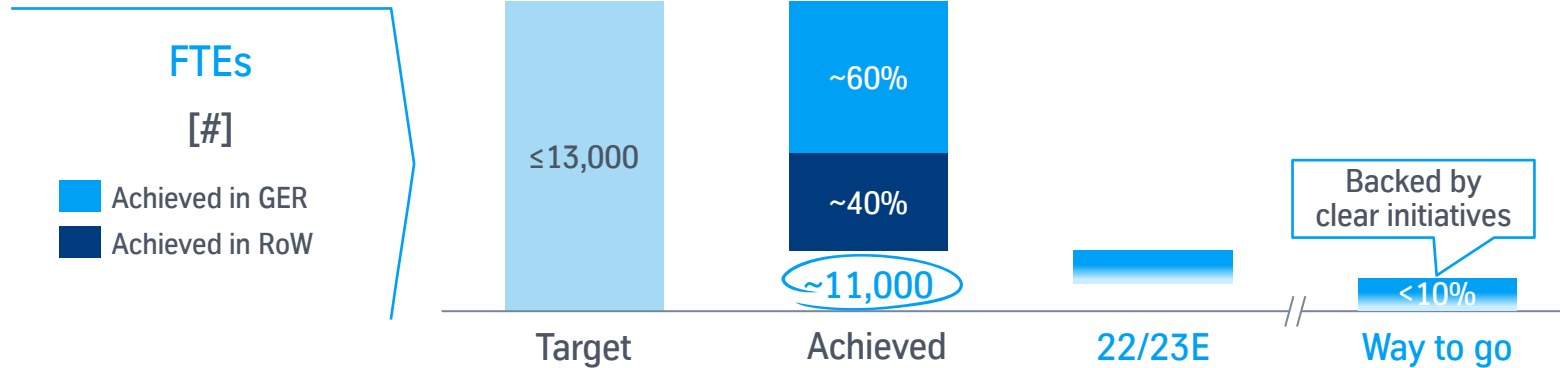 FTEs
[#]
Achieved in GER
Achieved in RoW
≤13,000
~60%
~40%
~11,000
Backed by
clear initiatives
<10%
Target
Achieved
22/23E
Way to go